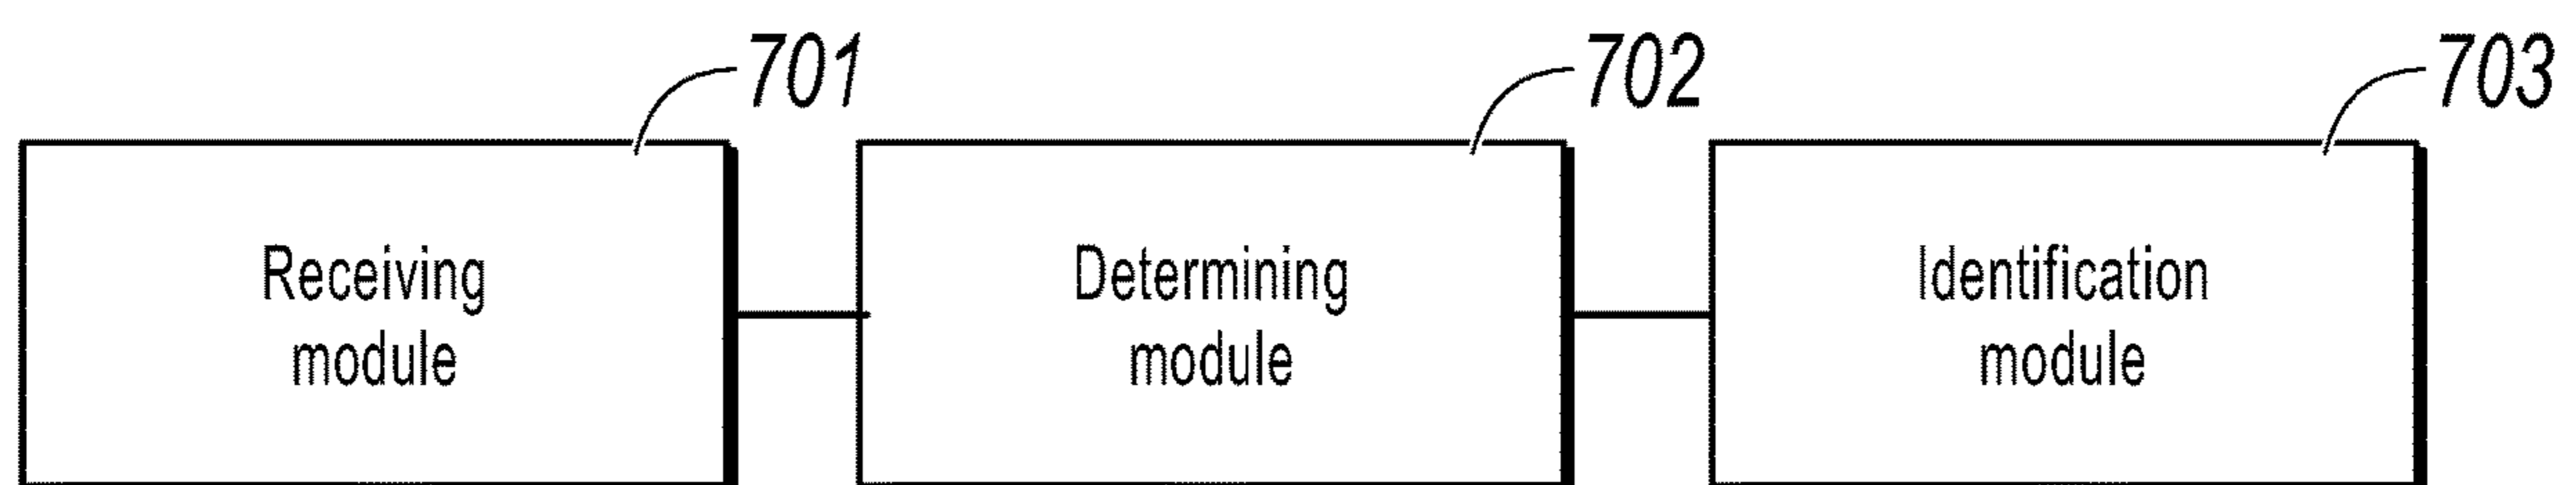 701
702
703
Receiving
module
Determining
module
Identification
module